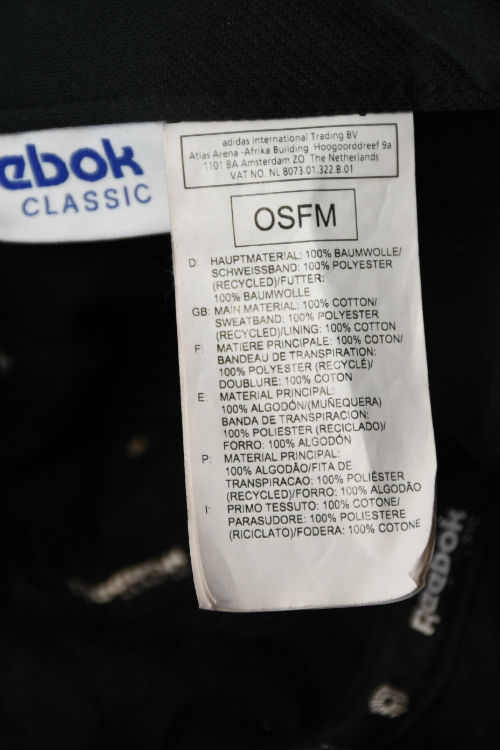 ebok
CLASSIC
adidas International Trading BV
Atlas Arena -Afrika Building Hoogoorddreef 9a
1101 BA Amsterdam ZO The Netherlands
VAT NO. NL 8073.01.322.B.01
OSFM
D: HAUPTMATERIAL: 100% BAUMWOLLE/
SCHWEISSBAND: 100% POLYESTER
(RECYCLED)/FUTTER:
100% BAUMWOLLE
GB: MAIN MATERIAL: 100% COTTON/
SWEATBAND: 100% POLYESTER
(RECYCLED)/LINING: 100% COTTON
F: MATIERE PRINCIPALE: 100% COTON/
BANDEAU DE TRANSPIRATION:
100% POLYESTER (RECYCLÉ)/
DOUBLURE: 100% COTON
E: MATERIAL PRINCIPAL:
100% ALGODÓN/(MUÑEQUERA)
BANDA DE TRANSPIRACION:
100% POLIESTER (RECICLADO)/
FORRO: 100% ALGODÓN
P: MATERIAL PRINCIPAL:
100% ALGODÃO/FITA DE
TRANSPIRACAO: 100% POLIÉSTER
(RECYCLED)/FORRO: 100% ALGODÃO
I: PRIMO TESSUTO: 100% COTONE/
PARASUDORE: 100% POLIESTERE
(RICICLATO)/FODERA: 100% COTONE
Reebok